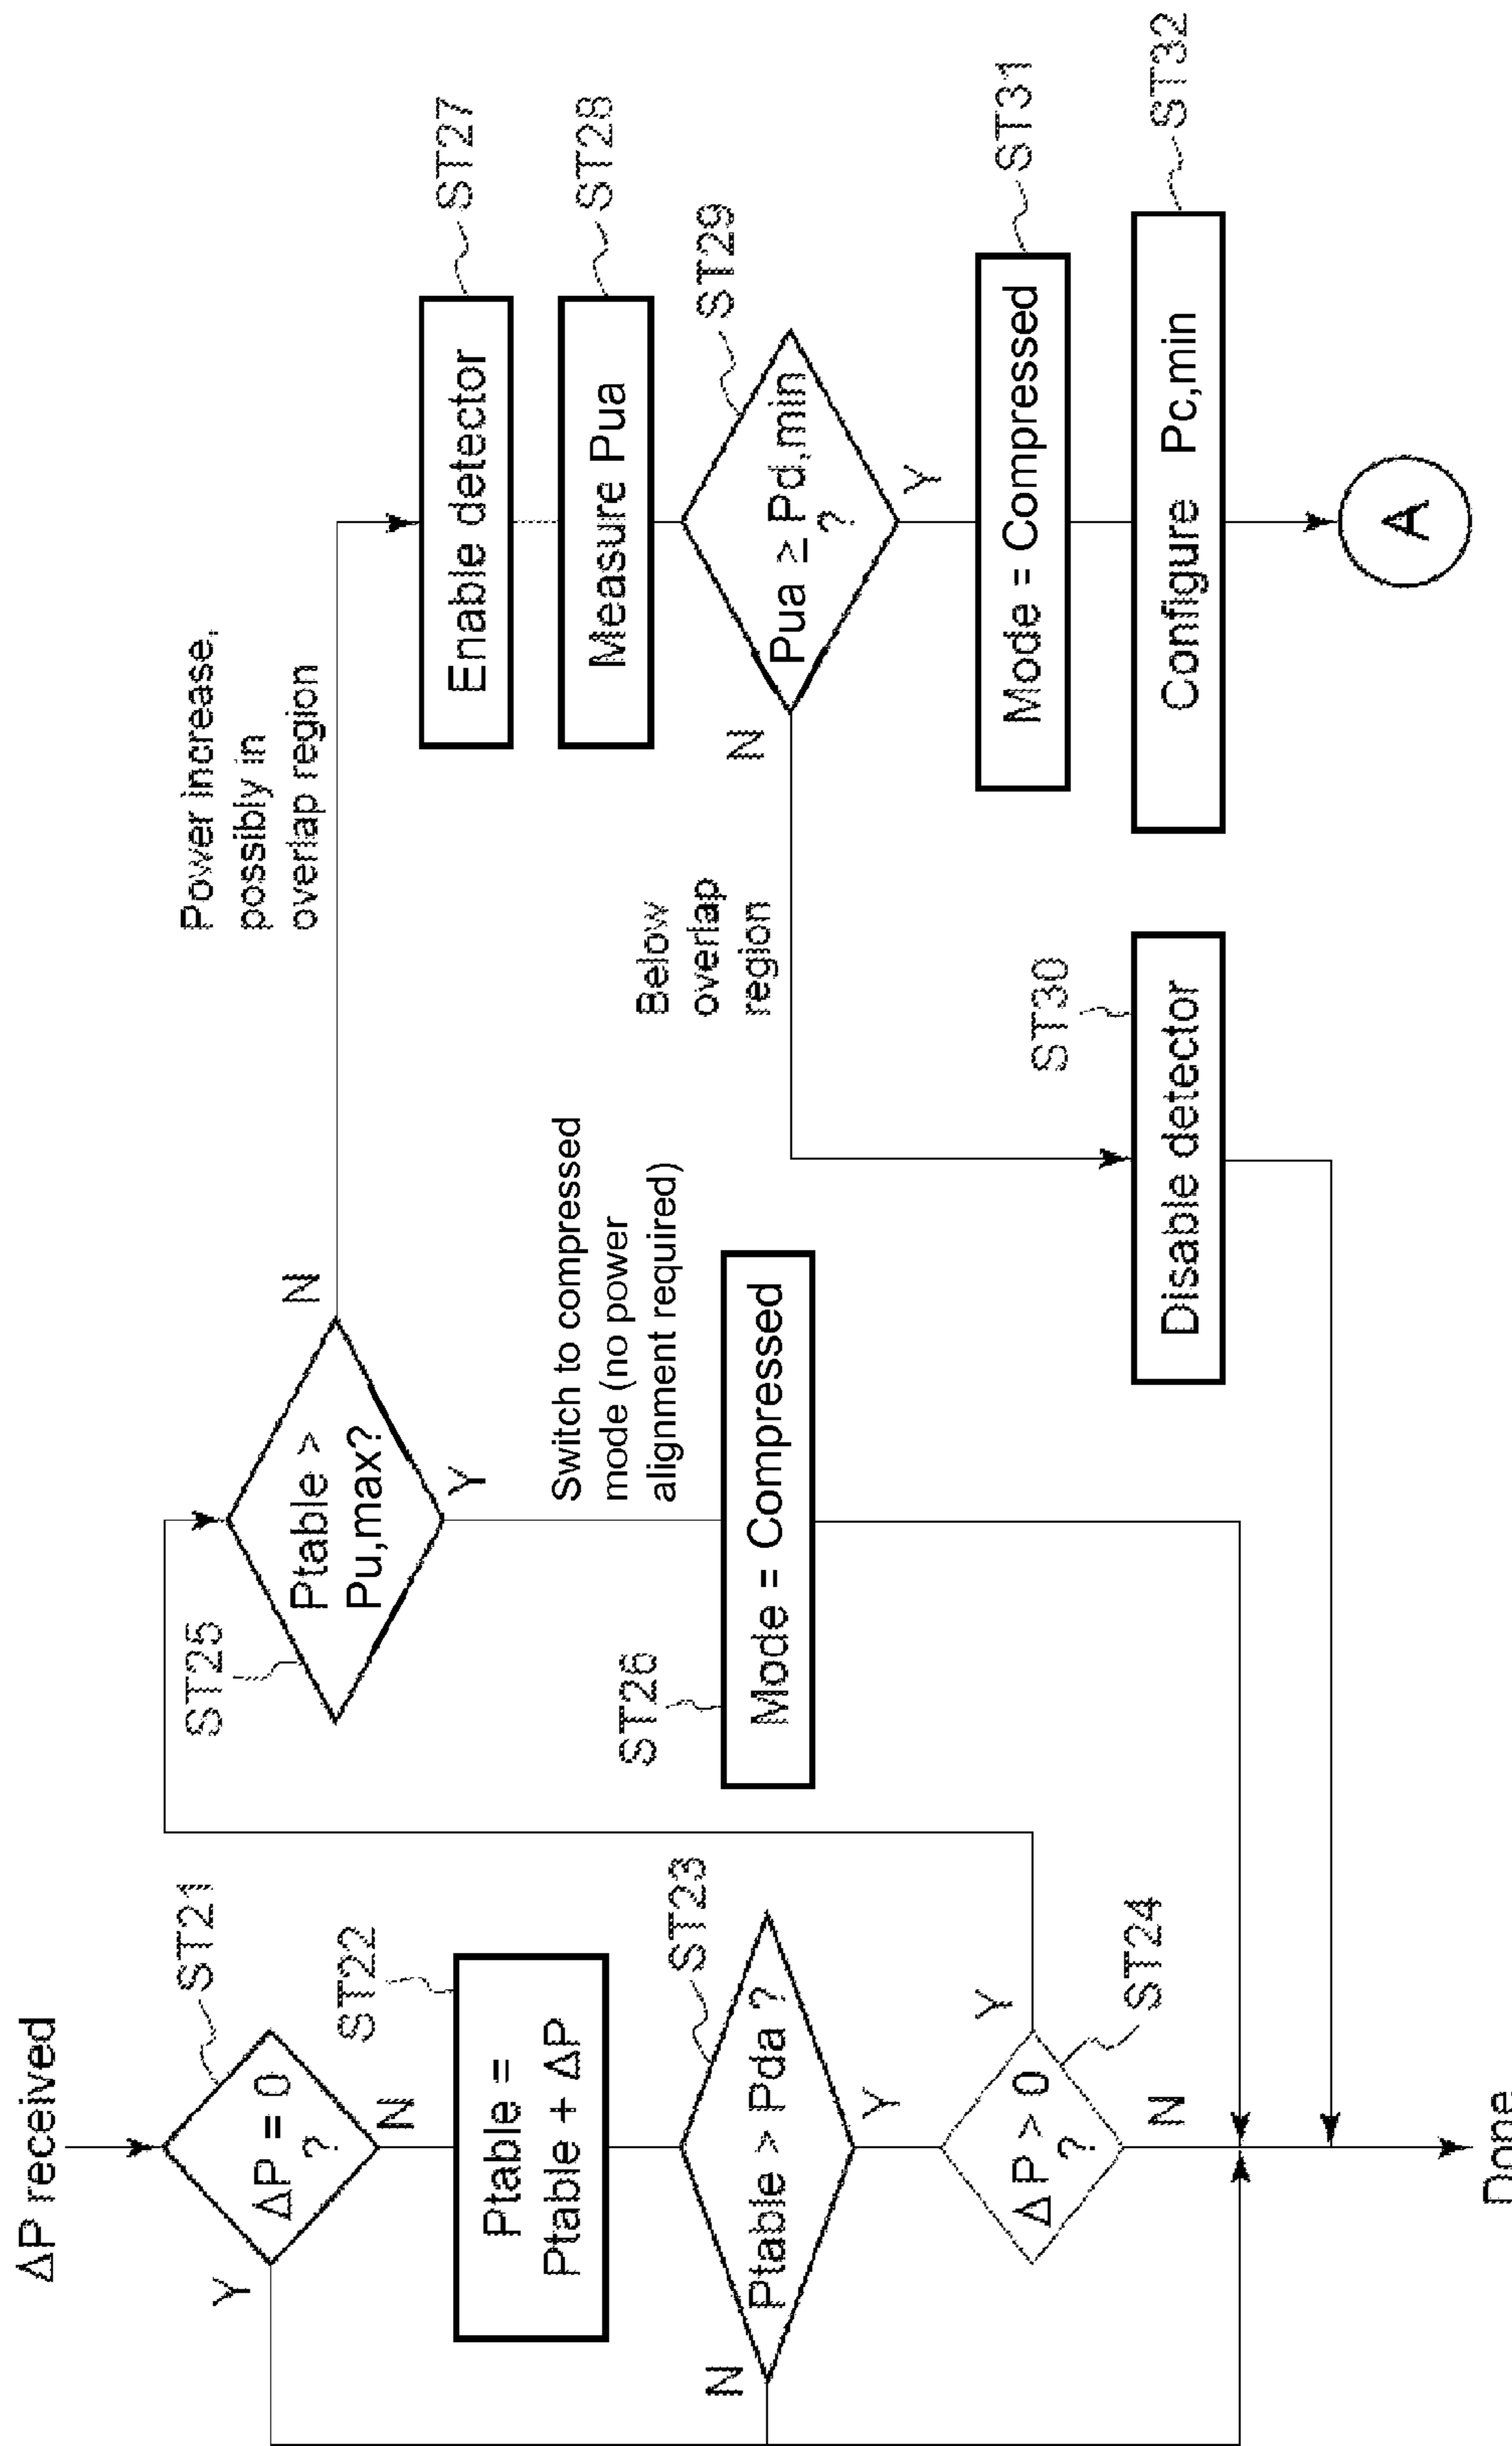 ΔP received
ST21
ΔP = 0
?
Y
N
ST22
Ptable =
Ptable + ΔP
ST23
Ptable > Pda ?
N
Y
ΔP > 0
?
Y
N
ST24
Done
ST25
Ptable >
Pu,max?
N
Y
Switch to compressed
mode (no power
alignment required)
ST26
Mode = Compressed
Power increase,
possibly in
overlap region
Enable detector
ST27
Measure Pua
ST28
ST29
Pua ≥ Pd,min
?
N
Y
Below
overlap
region
ST30
Disable detector
Mode = Compressed
ST31
Configure Pc,min
ST32
A